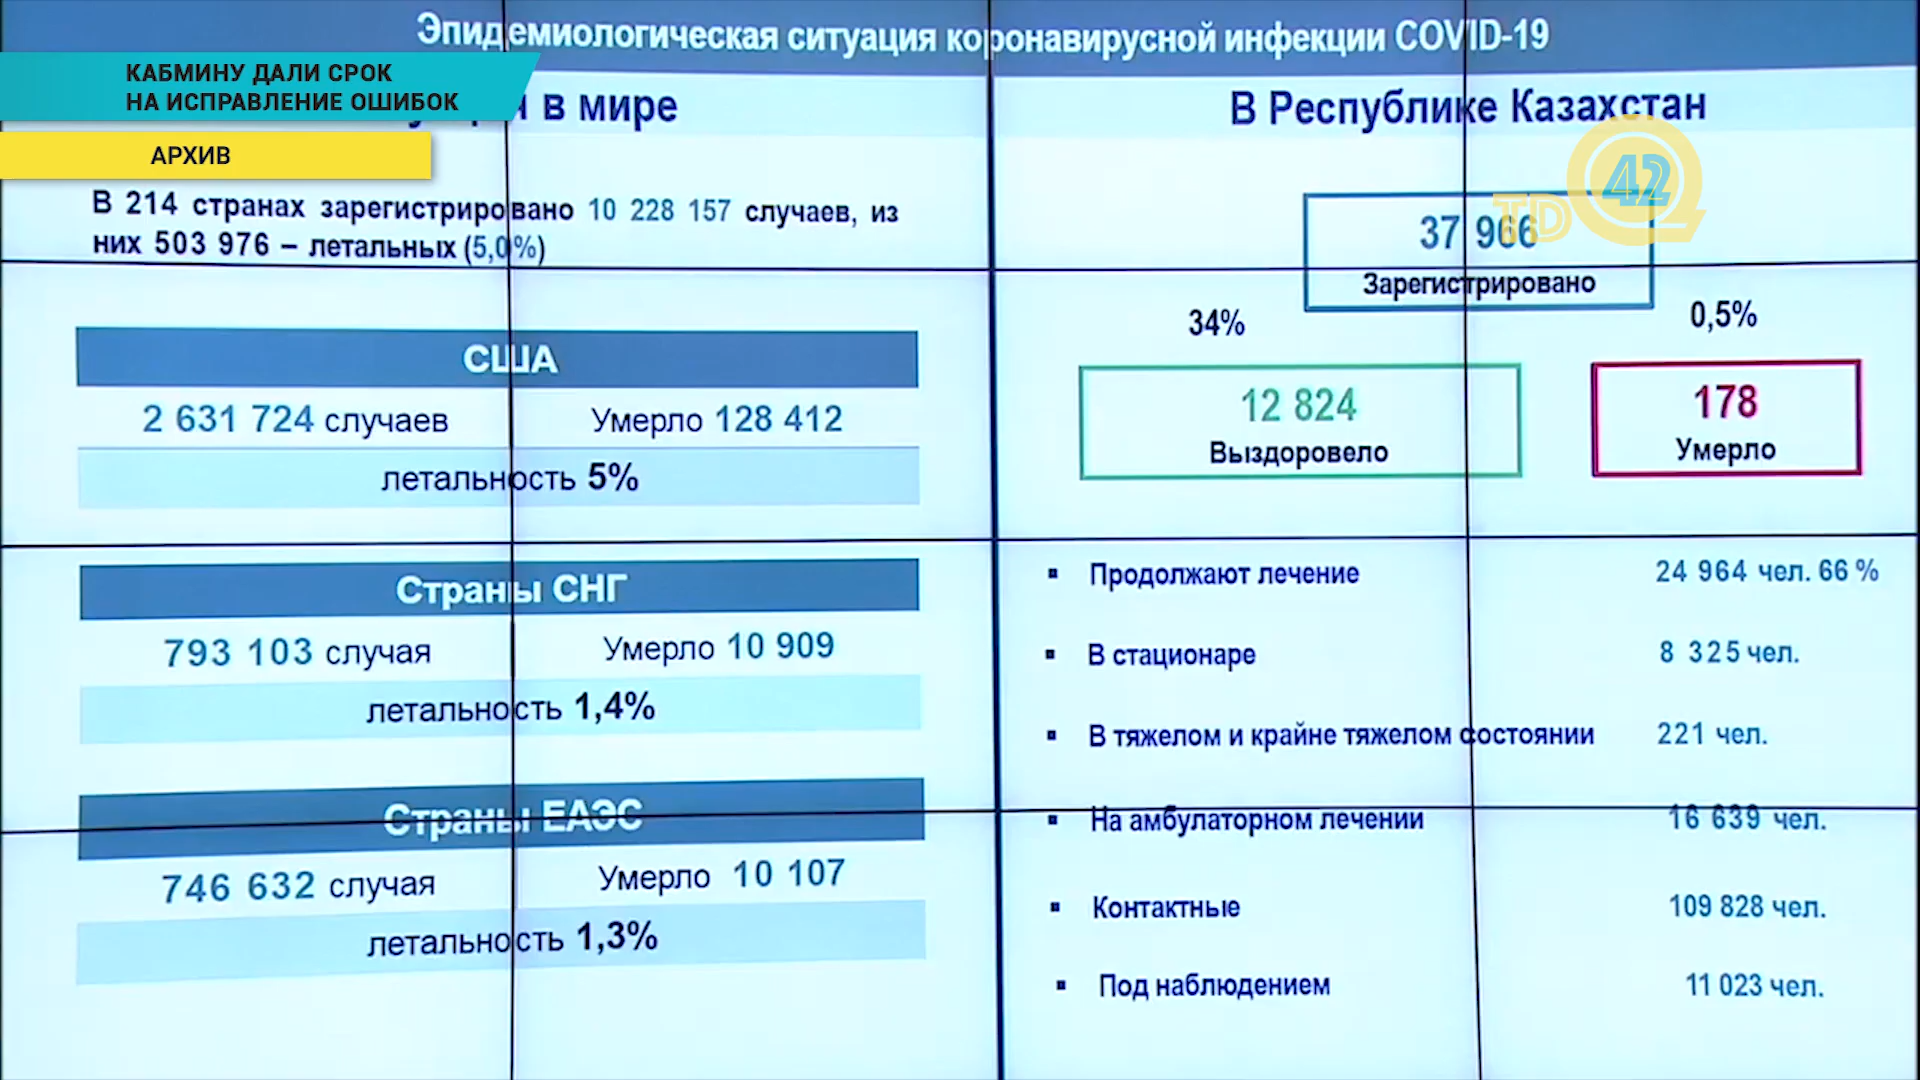 Эпидемиологическая ситуация коронавирусной инфекции COVID-19
КАБМИНУ ДАЛИ СРОК
НА ИСПРАВЛЕНИЕ ОШИБОК
АРХИВ
в мире
В 214 странах зарегистрировано 10 228 157 случаев, из
них 503 976 – летальных (5,0%)
США
2 631 724 случаев Умерло 128 412
летальность 5%
Страны СНГ
793 103 случая Умерло 10 909
летальность 1,4%
Страны ЕАЭС
746 632 случая Умерло 10 107
летальность 1,3%
В Республике Казахстан
TD 42
37 966
Зарегистрировано
34%
0,5%
12 824
Выздоровело
178
Умерло
▪ Продолжают лечение 24 964 чел. 66 %
▪ В стационаре 8 325 чел.
▪ В тяжелом и крайне тяжелом состоянии 221 чел.
▪ На амбулаторном лечении 16 639 чел.
▪ Контактные 109 828 чел.
▪ Под наблюдением 11 023 чел.